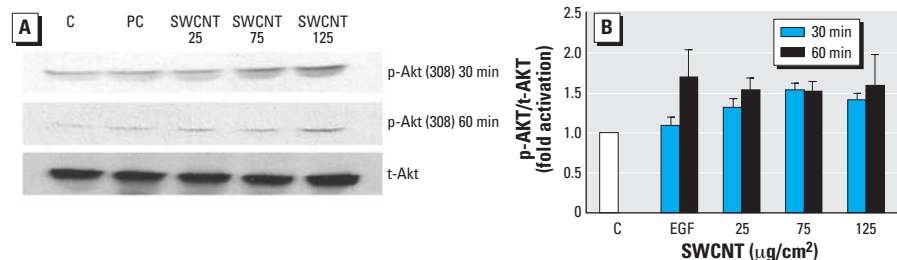 A
C PC SWCNT SWCNT SWCNT
25 75 125
p-Akt (308) 30 min
p-Akt (308) 60 min
t-Akt
B
30 min
60 min
p-AKT/t-AKT
(fold activation)
2.5
2.0
1.5
1.0
0.5
0
C EGF 25 75 125
SWCNT (μg/cm²)